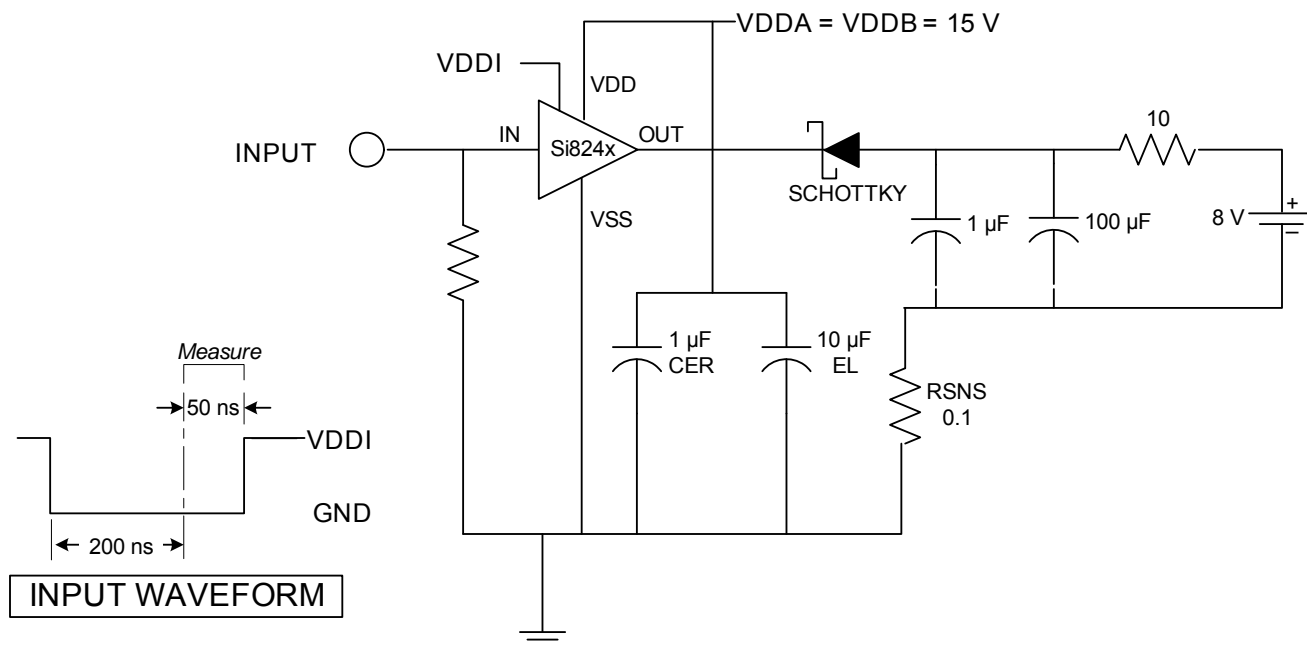 VDDA = VDDB = 15 V
VDDI
VDD
10
INPUT
IN
Si824x
OUT
SCHOTTKY
VSS
1 µF
100 µF
8 V
+
−
1 µF
CER
10 µF
EL
RSNS
0.1
Measure
50 ns
VDDI
GND
200 ns
INPUT WAVEFORM